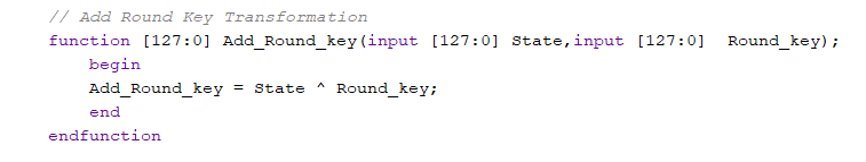 // Add Round Key Transformation
function [127:0] Add_Round_key(input [127:0] State,input [127:0]  Round_key);
begin
Add_Round_key = State ^ Round_key;
end
endfunction